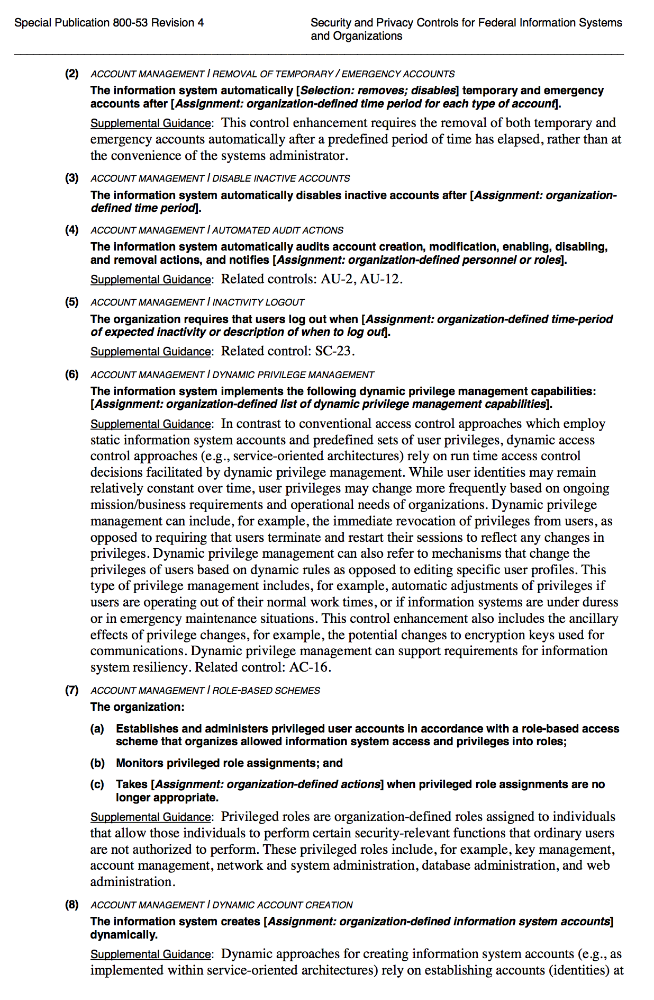 Special Publication 800-53 Revision 4
Security and Privacy Controls for Federal Information Systems
and Organizations
(2) ACCOUNT MANAGEMENT | REMOVAL OF TEMPORARY / EMERGENCY ACCOUNTS
The information system automatically [Selection: removes; disables] temporary and emergency
accounts after [Assignment: organization-defined time period for each type of account].
Supplemental Guidance: This control enhancement requires the removal of both temporary and
emergency accounts automatically after a predefined period of time has elapsed, rather than at
the convenience of the systems administrator.
(3) ACCOUNT MANAGEMENT | DISABLE INACTIVE ACCOUNTS
The information system automatically disables inactive accounts after [Assignment: organization-
defined time period].
(4) ACCOUNT MANAGEMENT | AUTOMATED AUDIT ACTIONS
The information system automatically audits account creation, modification, enabling, disabling,
and removal actions, and notifies [Assignment: organization-defined personnel or roles].
Supplemental Guidance: Related controls: AU-2, AU-12.
(5) ACCOUNT MANAGEMENT | INACTIVITY LOGOUT
The organization requires that users log out when [Assignment: organization-defined time-period
of expected inactivity or description of when to log out].
Supplemental Guidance: Related control: SC-23.
(6) ACCOUNT MANAGEMENT | DYNAMIC PRIVILEGE MANAGEMENT
The information system implements the following dynamic privilege management capabilities:
[Assignment: organization-defined list of dynamic privilege management capabilities].
Supplemental Guidance: In contrast to conventional access control approaches which employ
static information system accounts and predefined sets of user privileges, dynamic access
control approaches (e.g., service-oriented architectures) rely on run time access control
decisions facilitated by dynamic privilege management. While user identities may remain
relatively constant over time, user privileges may change more frequently based on ongoing
mission/business requirements and operational needs of organizations. Dynamic privilege
management can include, for example, the immediate revocation of privileges from users, as
opposed to requiring that users terminate and restart their sessions to reflect any changes in
privileges. Dynamic privilege management can also refer to mechanisms that change the
privileges of users based on dynamic rules as opposed to editing specific user profiles. This
type of privilege management includes, for example, automatic adjustments of privileges if
users are operating out of their normal work times, or if information systems are under duress
or in emergency maintenance situations. This control enhancement also includes the ancillary
effects of privilege changes, for example, the potential changes to encryption keys used for
communications. Dynamic privilege management can support requirements for information
system resiliency. Related control: AC-16.
(7) ACCOUNT MANAGEMENT | ROLE-BASED SCHEMES
The organization:
(a) Establishes and administers privileged user accounts in accordance with a role-based access
scheme that organizes allowed information system access and privileges into roles;
(b) Monitors privileged role assignments; and
(c) Takes [Assignment: organization-defined actions] when privileged role assignments are no
longer appropriate.
Supplemental Guidance: Privileged roles are organization-defined roles assigned to individuals
that allow those individuals to perform certain security-relevant functions that ordinary users
are not authorized to perform. These privileged roles include, for example, key management,
account management, network and system administration, database administration, and web
administration.
(8) ACCOUNT MANAGEMENT | DYNAMIC ACCOUNT CREATION
The information system creates [Assignment: organization-defined information system accounts]
dynamically.
Supplemental Guidance: Dynamic approaches for creating information system accounts (e.g., as
implemented within service-oriented architectures) rely on establishing accounts (identities) at